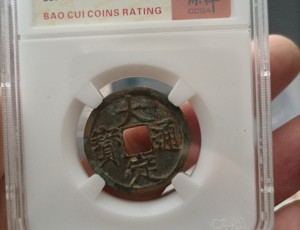 BAO CUI COINS RATING
大定通寶